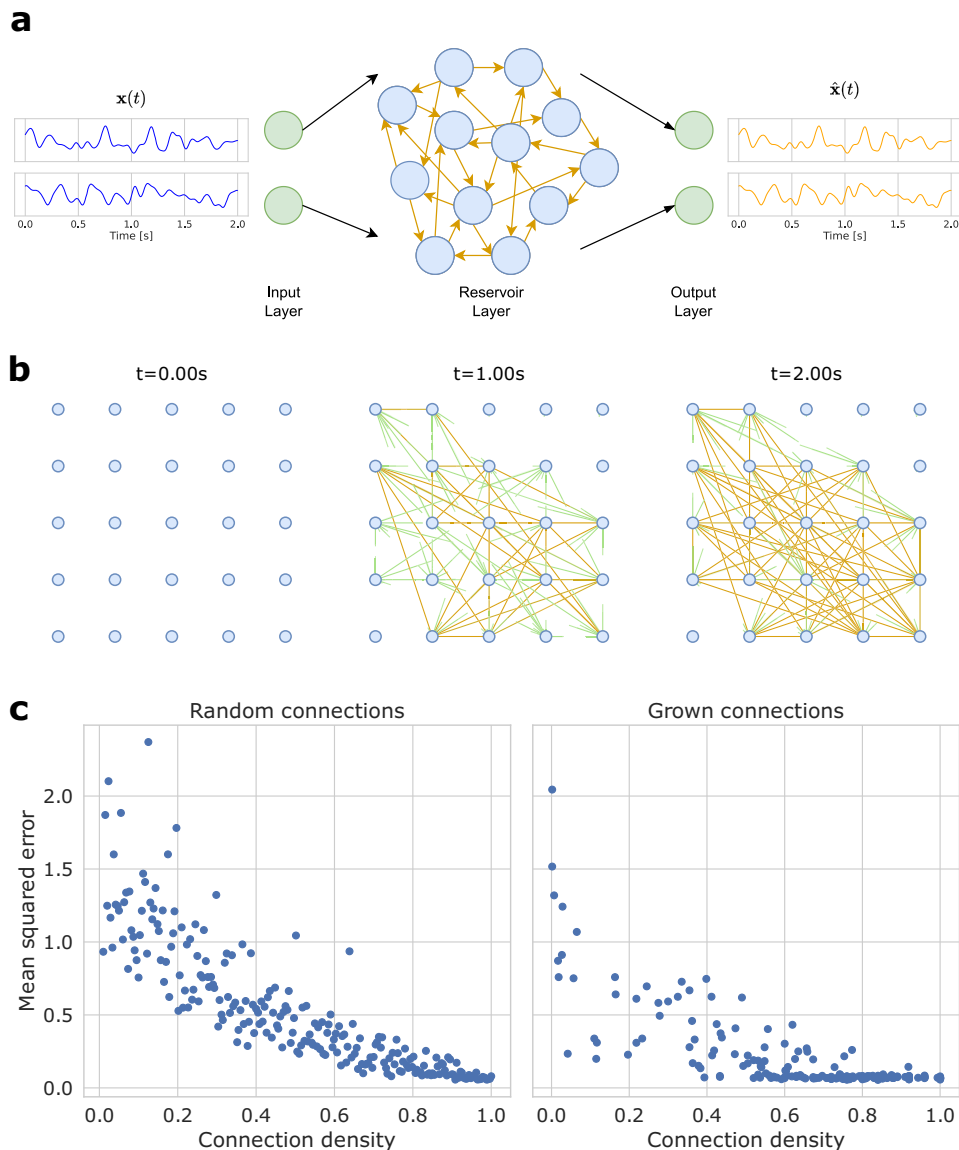 a
x(t)
x̂(t)
0.0 0.5 1.0 1.5 2.0
Time [s]
0.0 0.5 1.0 1.5 2.0
Time [s]
Input
Layer
Reservoir
Layer
Output
Layer
b
t=0.00s
t=1.00s
t=2.00s
c
Random connections
Grown connections
Mean squared error
2.0
1.5
1.0
0.5
0.0
0.0 0.2 0.4 0.6 0.8 1.0
Connection density
0.0 0.2 0.4 0.6 0.8 1.0
Connection density